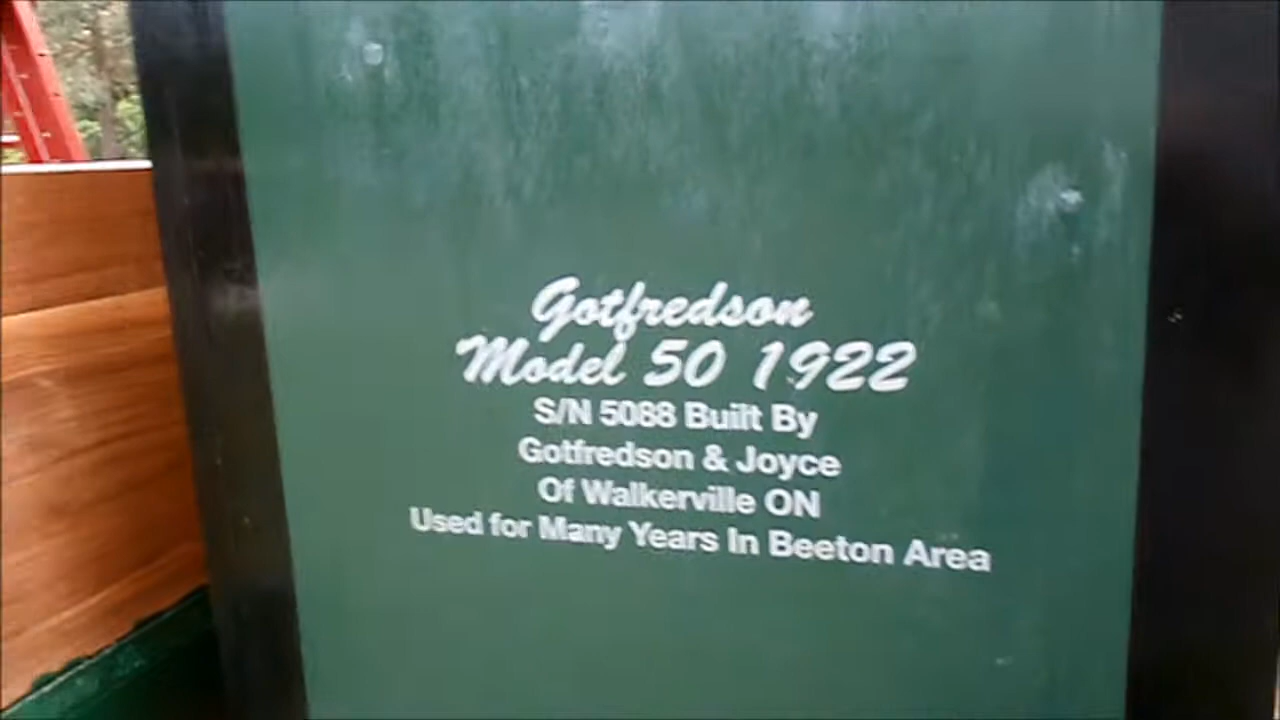 Gotfredson
Model 50 1922
S/N 5088 Built By
Gotfredson & Joyce
Of Walkerville ON
Used for Many Years In Beeton Area